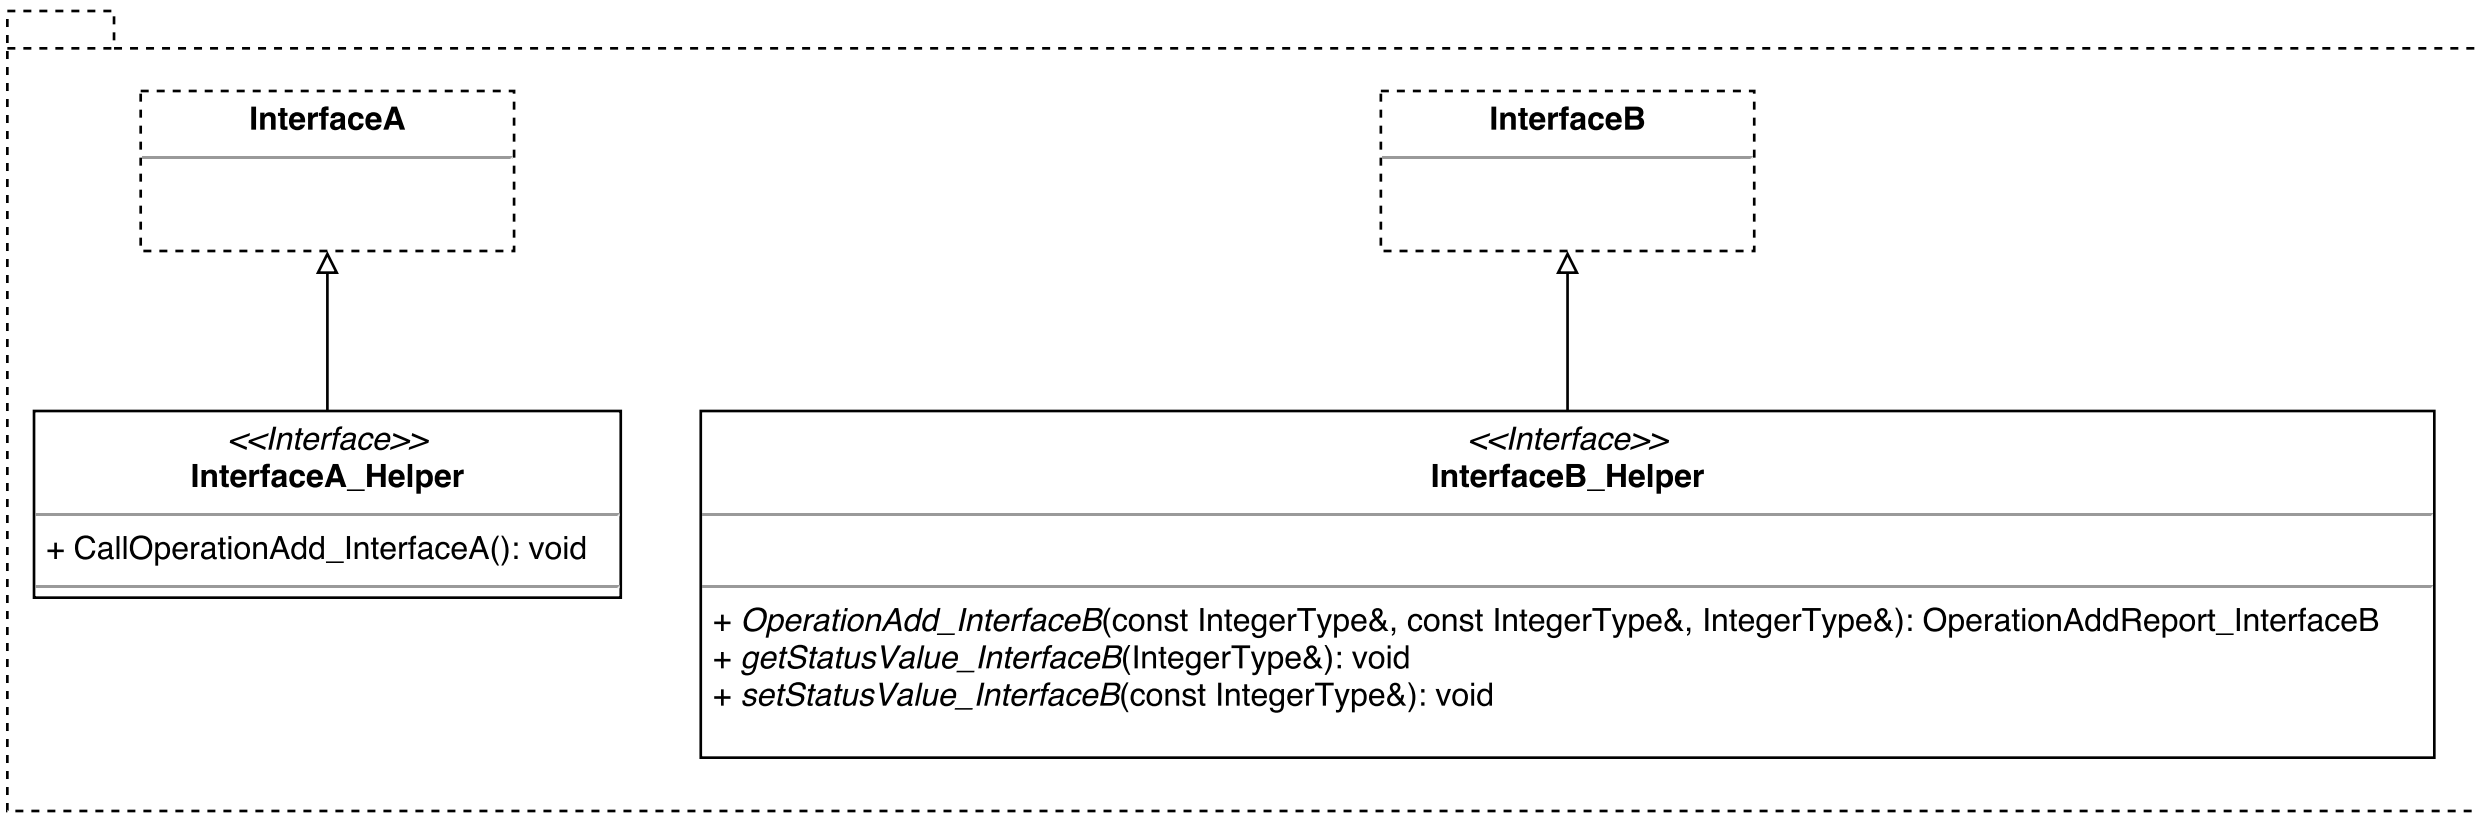 InterfaceA
InterfaceB
<<Interface>>
InterfaceA_Helper
+ CallOperationAdd_InterfaceA(): void
<<Interface>>
InterfaceB_Helper
+ OperationAdd_InterfaceB(const IntegerType&, const IntegerType&, IntegerType&): OperationAddReport_InterfaceB
+ getStatusValue_InterfaceB(IntegerType&): void
+ setStatusValue_InterfaceB(const IntegerType&): void